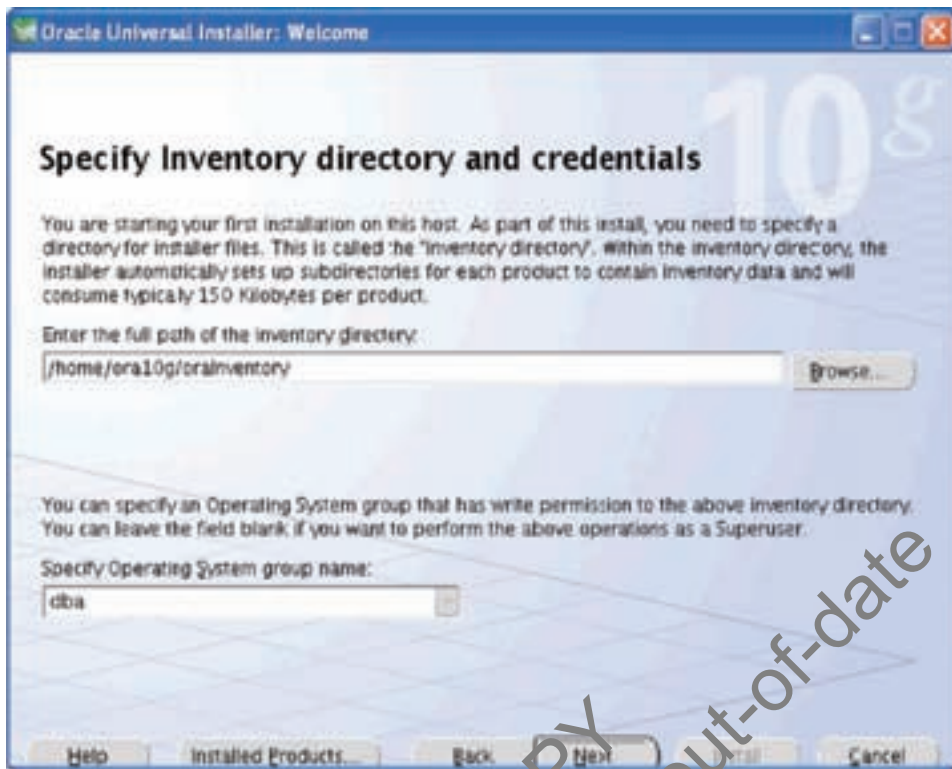 Oracle Universal Installer: Welcome
10g
Specify Inventory directory and credentials
You are starting your first installation on this host. As part of this install, you need to specify a
directory for installer files. This is called the "inventory directory". Within the inventory directory, the
installer automatically sets up subdirectories for each product to contain inventory data and will
consume typically 150 Kilobytes per product.
Enter the full path of the inventory directory:
/home/ora10g/oraInventory
Browse...
You can specify an Operating System group that has write permission to the above inventory directory.
You can leave the field blank if you want to perform the above operations as a Superuser.
Specify Operating System group name:
dba
Help Installed Products... Back Next Install Cancel
PY
out-of-date